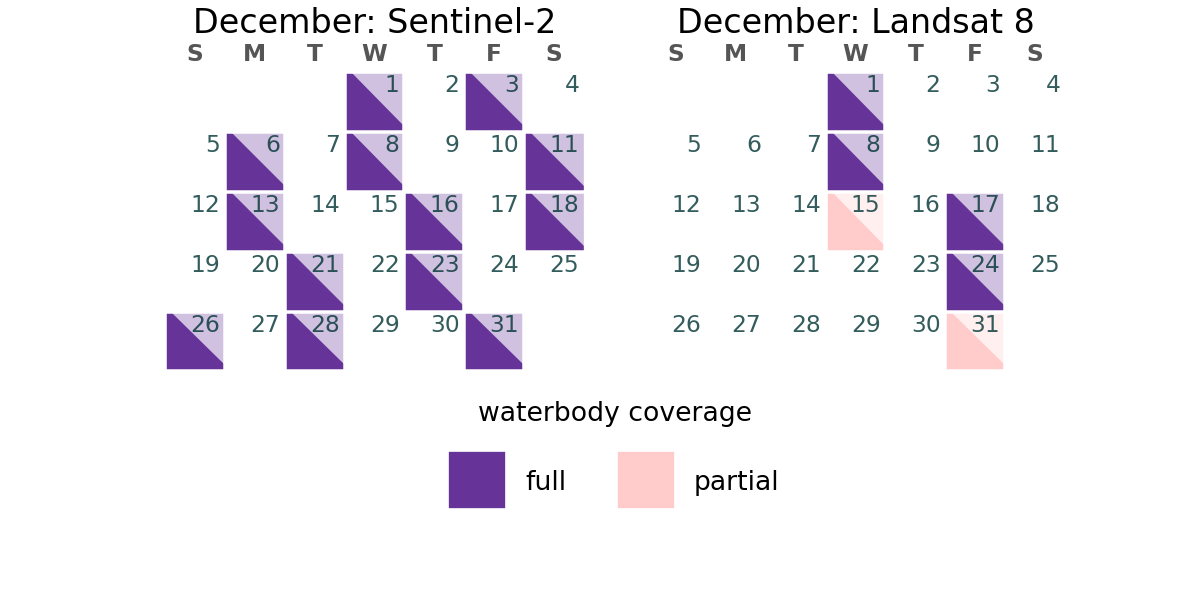 December: Sentinel-2
S M T W T F S
1 2 3 4
5 6 7 8 9 10 11
12 13 14 15 16 17 18
19 20 21 22 23 24 25
26 27 28 29 30 31
December: Landsat 8
S M T W T F S
1 2 3 4
5 6 7 8 9 10 11
12 13 14 15 16 17 18
19 20 21 22 23 24 25
26 27 28 29 30 31
waterbody coverage
full partial